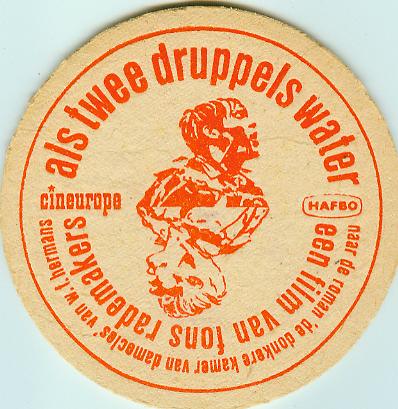 als twee druppels water
een film van fons rademakers
naar de roman 'de donkere kamer van damocles' van w.f. hermans
cineurope
HAFBO